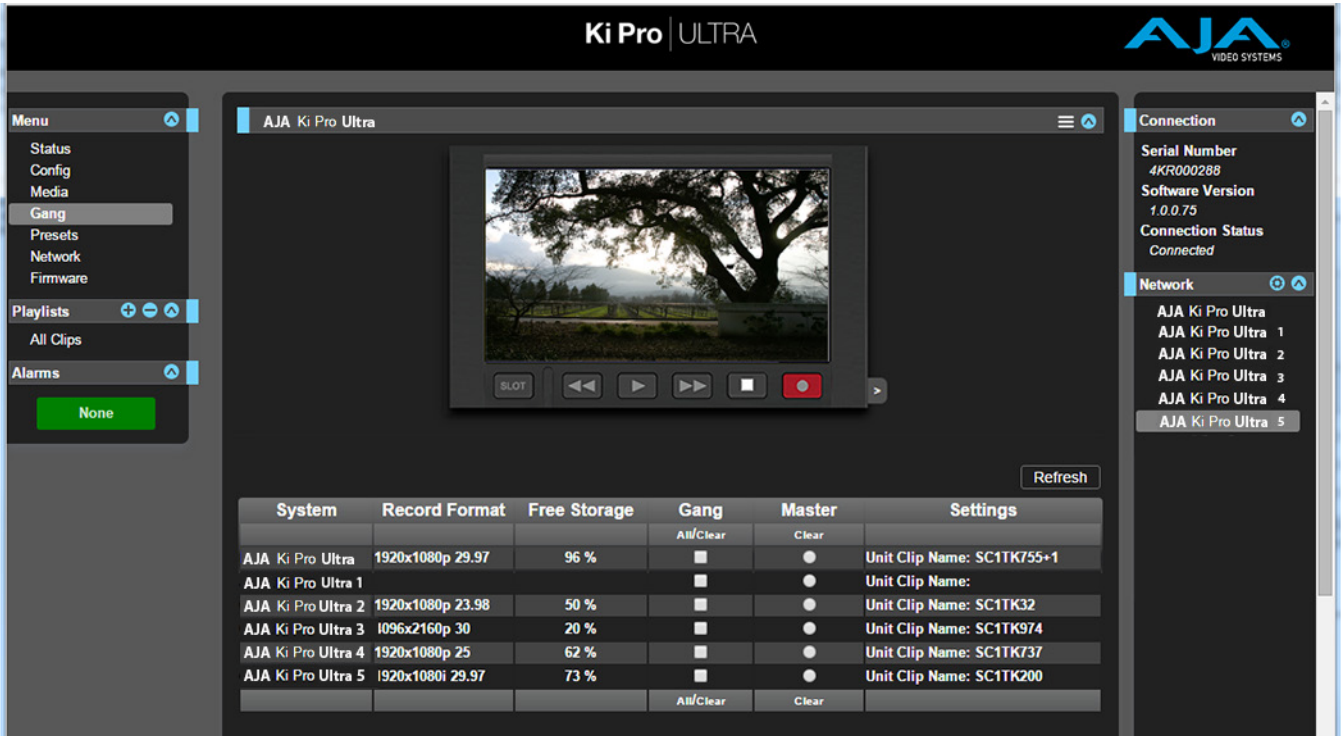 Ki Pro | ULTRA
AJA
VIDEO SYSTEMS
Menu
Status
Config
Media
Gang
Presets
Network
Firmware
Playlists
All Clips
Alarms
None
AJA Ki Pro Ultra
SLOT
>
Refresh
System Record Format Free Storage Gang Master Settings
All/Clear Clear
AJA Ki Pro Ultra 1920x1080p 29.97 96 % Unit Clip Name: SC1TK755+1
AJA Ki Pro Ultra 1 Unit Clip Name:
AJA Ki Pro Ultra 2 1920x1080p 23.98 50 % Unit Clip Name: SC1TK32
AJA Ki Pro Ultra 3 4096x2160p 30 20 % Unit Clip Name: SC1TK974
AJA Ki Pro Ultra 4 1920x1080p 25 62 % Unit Clip Name: SC1TK737
AJA Ki Pro Ultra 5 1920x1080i 29.97 73 % Unit Clip Name: SC1TK200
All/Clear Clear
Connection
Serial Number
4KR000288
Software Version
1.0.0.75
Connection Status
Connected
Network
AJA Ki Pro Ultra
AJA Ki Pro Ultra 1
AJA Ki Pro Ultra 2
AJA Ki Pro Ultra 3
AJA Ki Pro Ultra 4
AJA Ki Pro Ultra 5